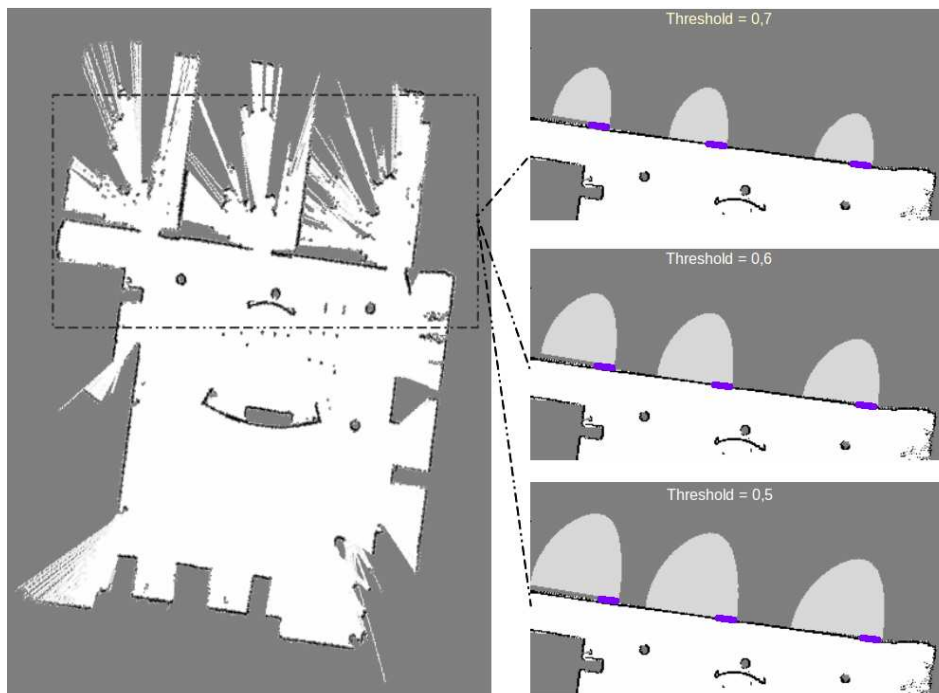 Threshold = 0,7
Threshold = 0,6
Threshold = 0,5